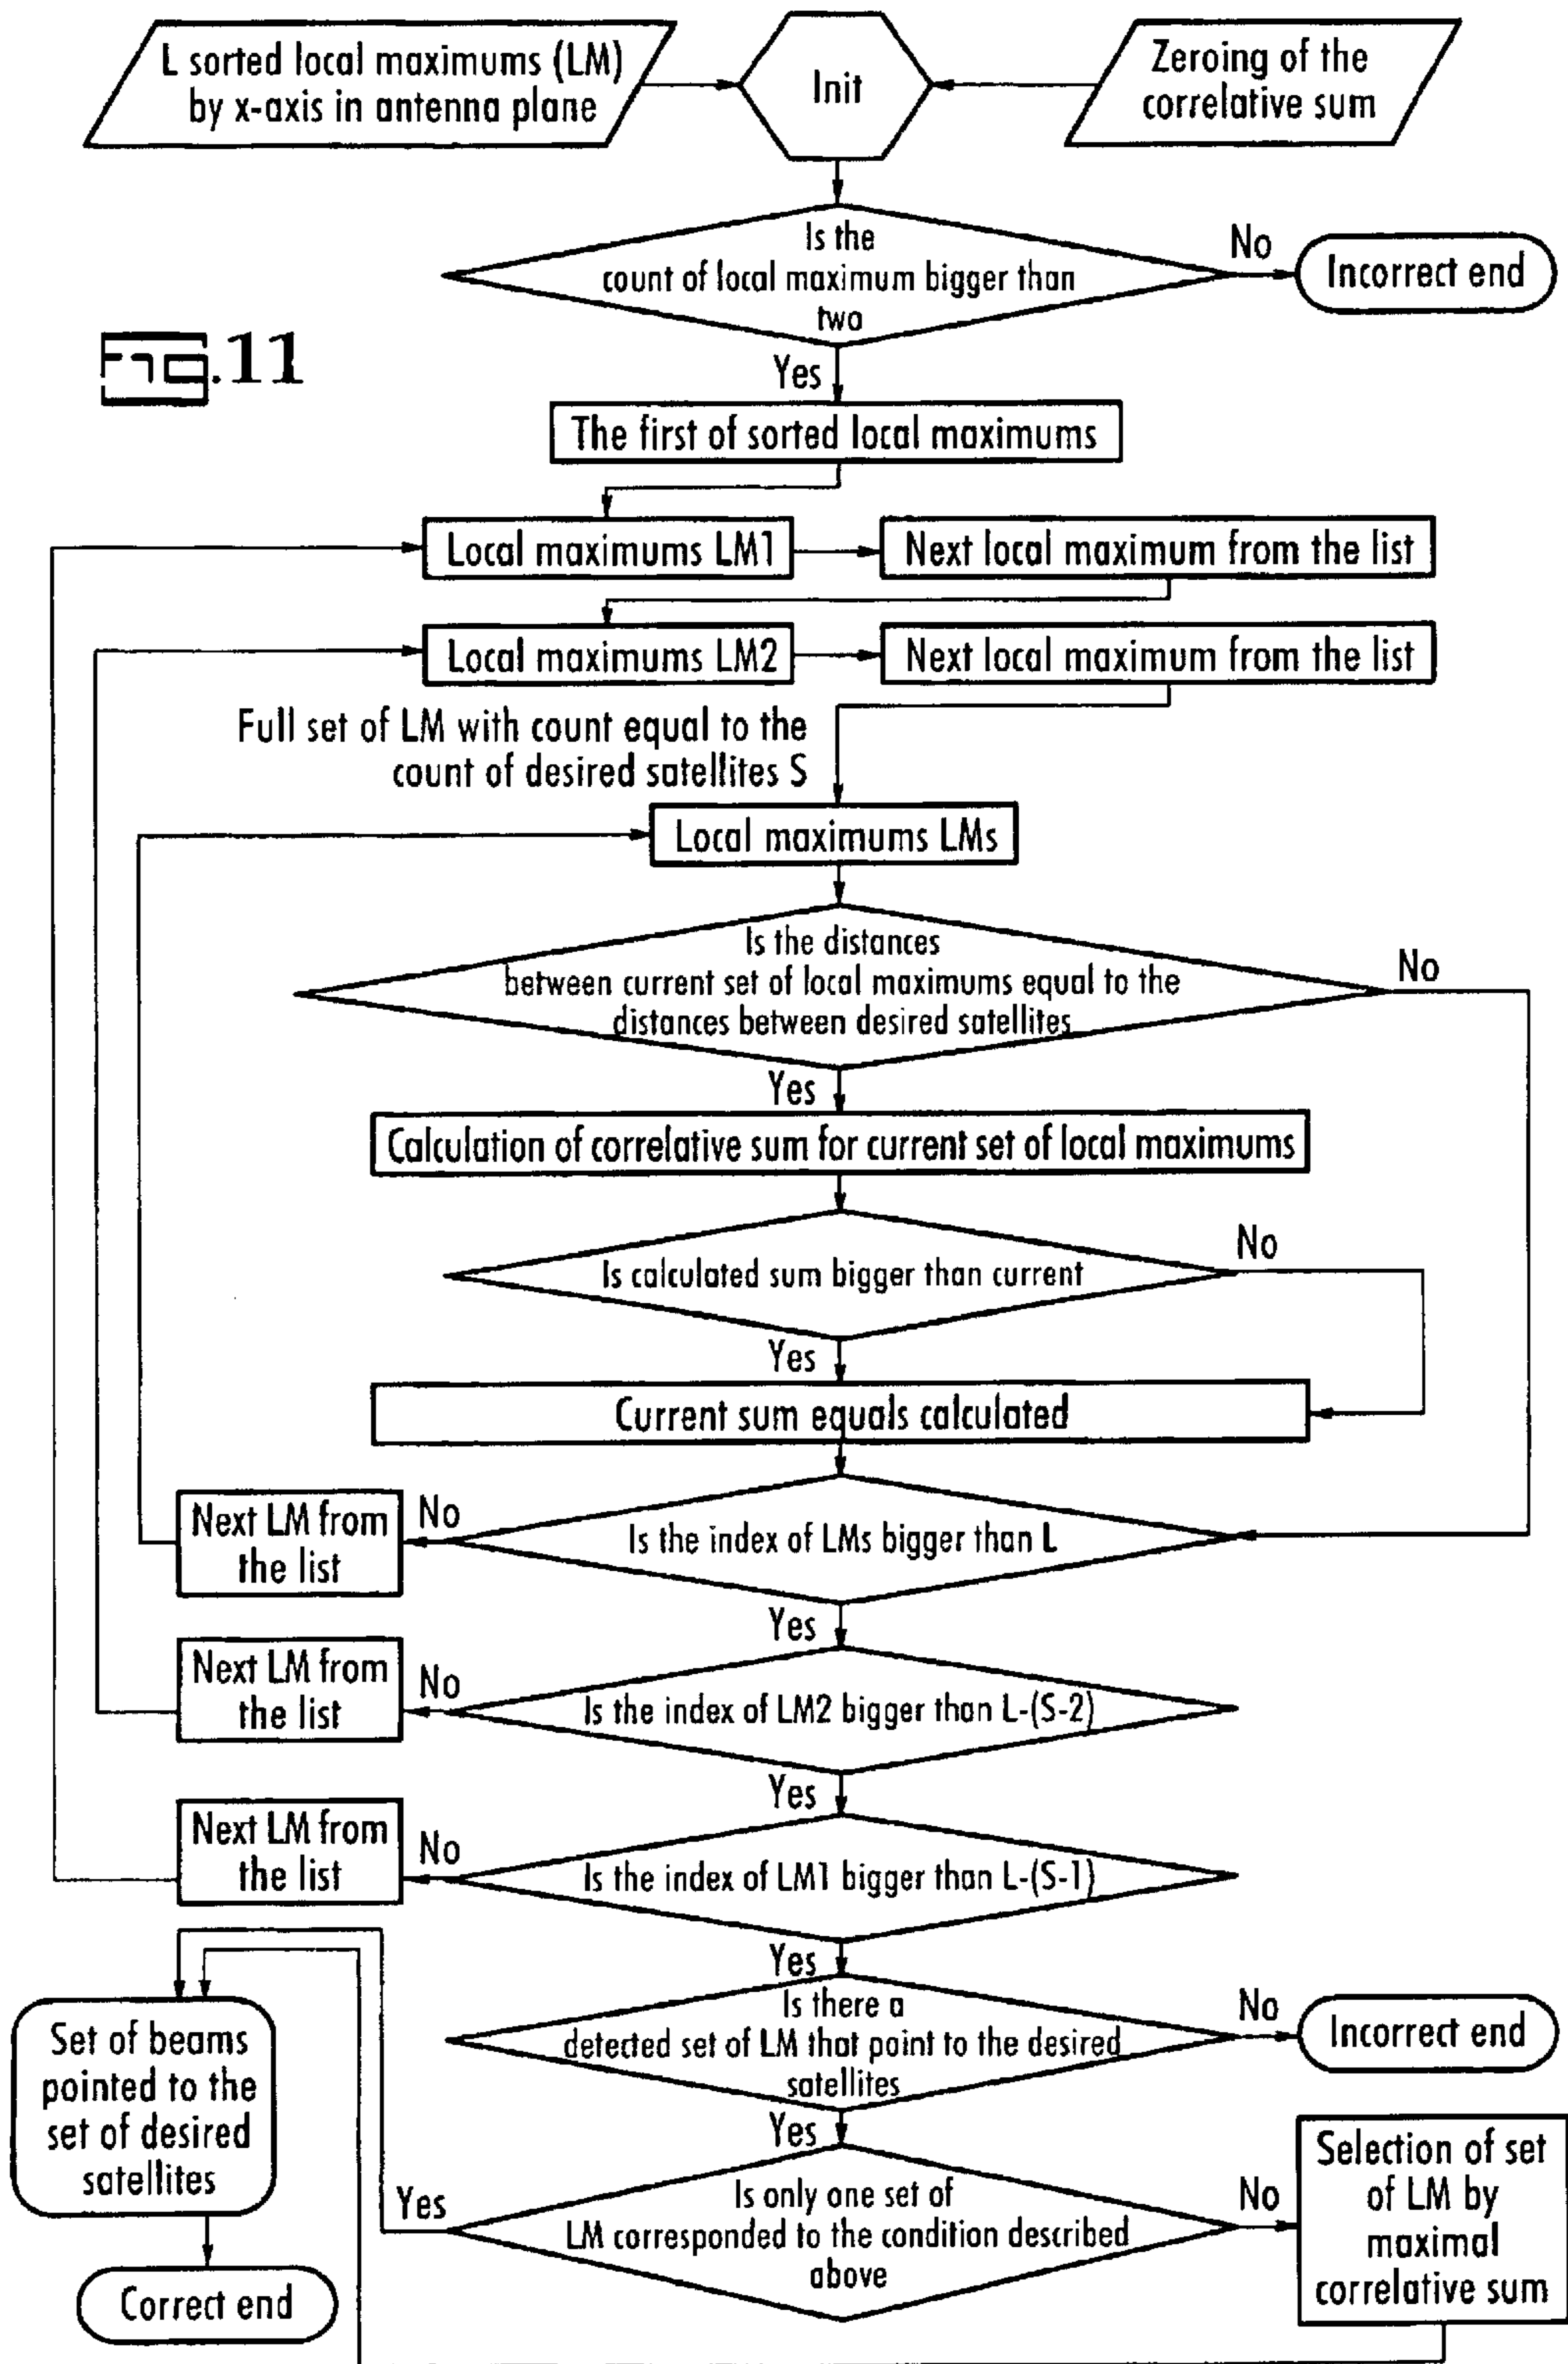 L sorted local maximums (LM)
by x-axis in antenna plane
Init
Zeroing of the
correlative sum
Is the
count of local maximum bigger than
two
No
Incorrect end
FIG.11
Yes
The first of sorted local maximums
Local maximums LM1
Next local maximum from the list
Local maximums LM2
Next local maximum from the list
Full set of LM with count equal to the
count of desired satellites S
Local maximums LMs
Is the distances
between current set of local maximums equal to the
distances between desired satellites
No
Yes
Calculation of correlative sum for current set of local maximums
Is calculated sum bigger than current
No
Yes
Current sum equals calculated
Next LM from
the list
No
Is the index of LMs bigger than L
Yes
Next LM from
the list
No
Is the index of LM2 bigger than L-(S-2)
Yes
Next LM from
the list
No
Is the index of LM1 bigger than L-(S-1)
Yes
Is there a
detected set of LM that point to the desired
satellites
No
Incorrect end
Set of beams
pointed to the
set of desired
satellites
Yes
Yes
Is only one set of
LM corresponded to the condition described
above
No
Selection of set
of LM by
maximal
correlative sum
Correct end